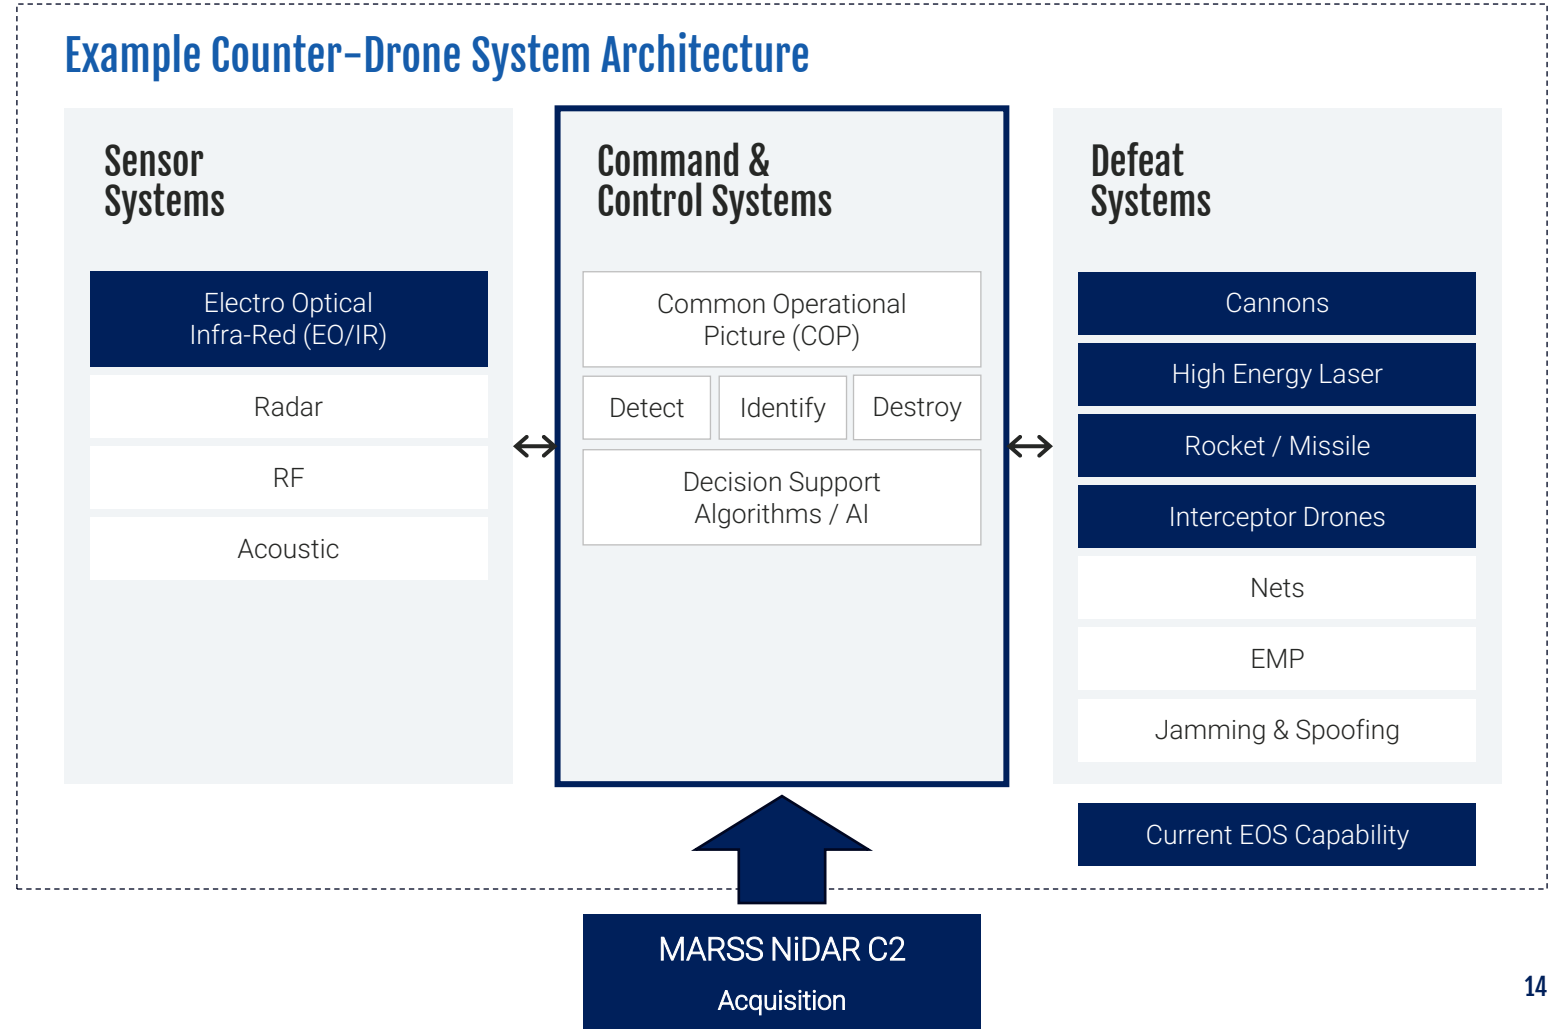 Example Counter-Drone System Architecture
Sensor
Systems
Electro Optical
Infra-Red (EO/IR)
Radar
RF
Acoustic
Command &
Control Systems
Common Operational
Picture (COP)
Detect
Identify
Destroy
Decision Support
Algorithms / AI
Defeat
Systems
Cannons
High Energy Laser
Rocket / Missile
Interceptor Drones
Nets
EMP
Jamming & Spoofing
Current EOS Capability
MARSS NiDAR C2
Acquisition
14